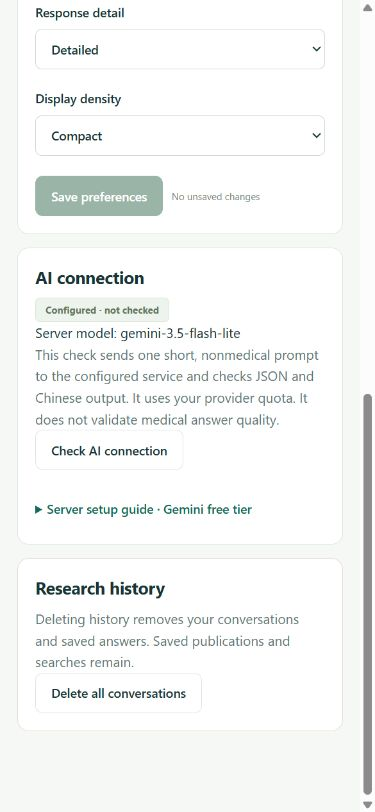 Response detail
Detailed
Display density
Compact
Save preferences No unsaved changes
AI connection
Configured · not checked
Server model: gemini-3.5-flash-lite
This check sends one short, nonmedical prompt
to the configured service and checks JSON and
Chinese output. It uses your provider quota. It
does not validate medical answer quality.
Check AI connection
Server setup guide · Gemini free tier
Research history
Deleting history removes your conversations
and saved answers. Saved publications and
searches remain.
Delete all conversations